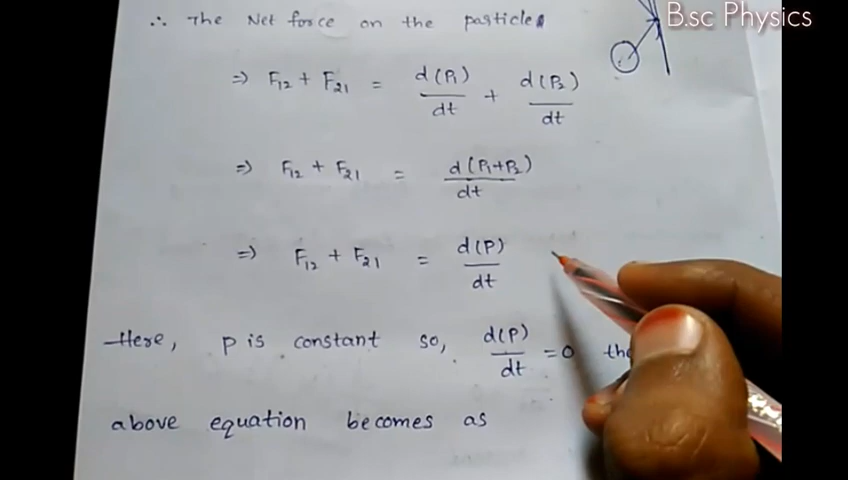 B.sc Physics
∴ The Net force on the particle
⇒ F₁₂ + F₂₁ = d(P₁)/dt + d(P₂)/dt
⇒ F₁₂ + F₂₁ = d(P₁+P₂)/dt
⇒ F₁₂ + F₂₁ = d(P)/dt
Here, p is constant so, d(P)/dt = 0
above equation becomes as